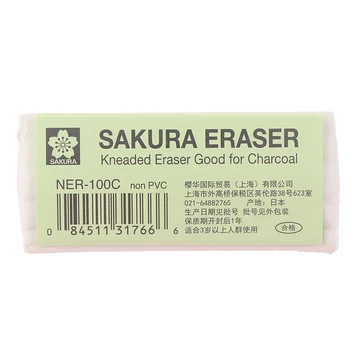 SAKURA
SAKURA ERASER
Kneaded Eraser Good for Charcoal
NER-100C non PVC
0 84511 31766 6
樱华国际贸易（上海）有限公司
上海市外高桥保税区英伦路38号623室
021-64882765 产地：日本
生产日期见批号 批号见外包装
保质期开封后1年
适合3岁以上人群使用
合格